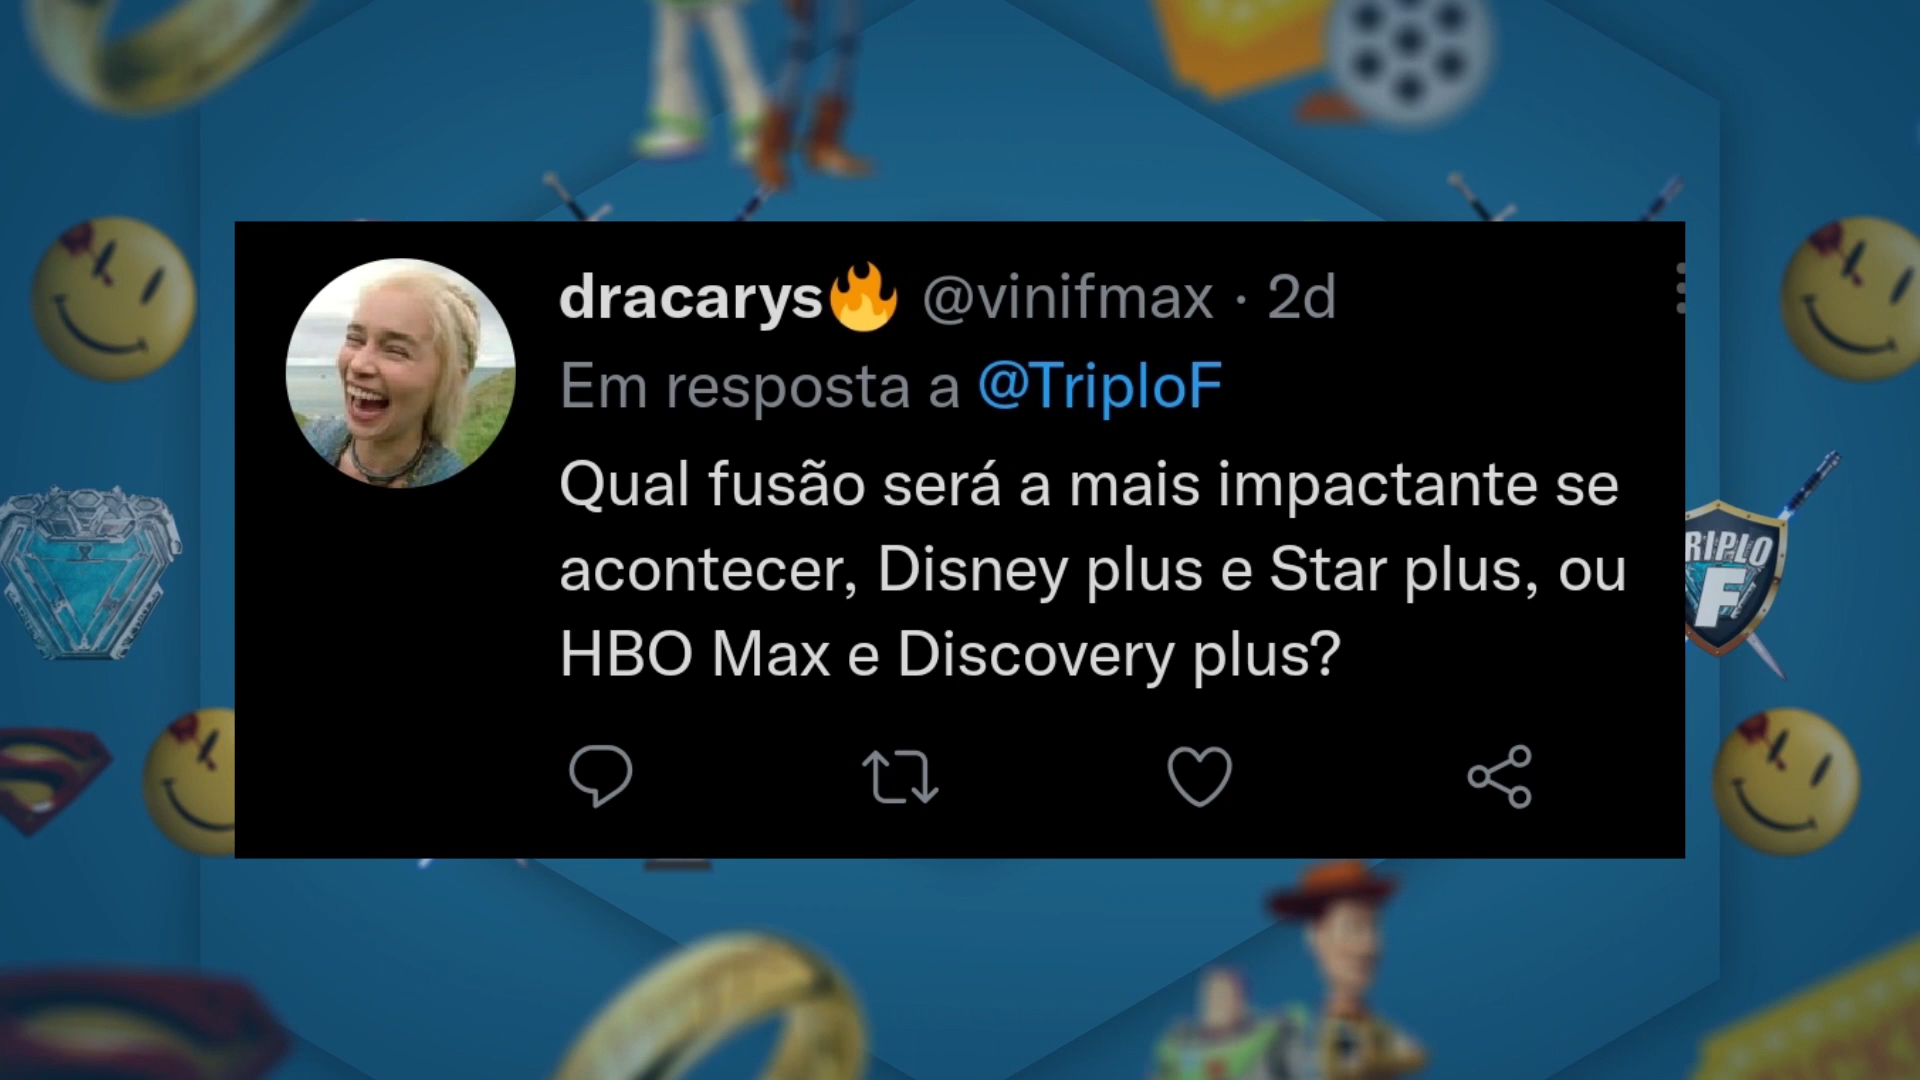 dracarys🔥 @vinifmax · 2d
Em resposta a @TriploF
Qual fusão será a mais impactante se
acontecer, Disney plus e Star plus, ou
HBO Max e Discovery plus?
RIPLO
F